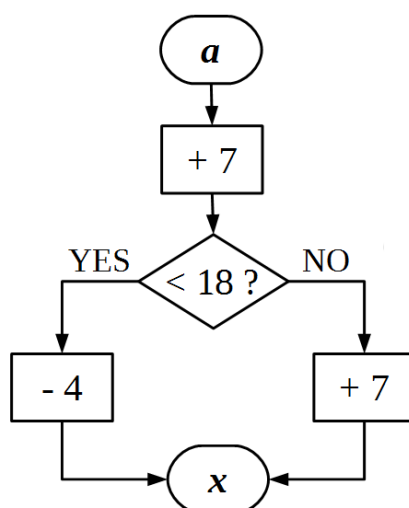 a
+ 7
YES
< 18 ?
NO
- 4
+ 7
x